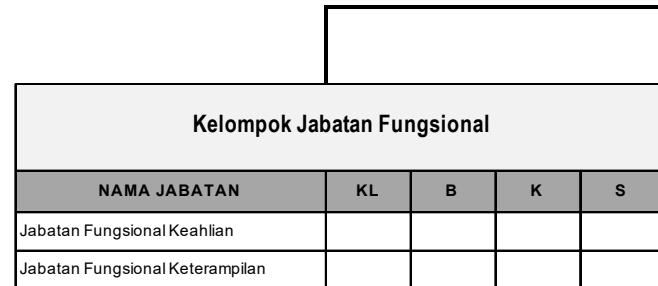 Kelompok Jabatan Fungsional
NAMA JABATAN KL B K S
Jabatan Fungsional Keahlian
Jabatan Fungsional Keterampilan